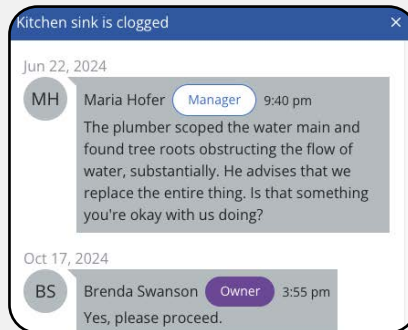 Kitchen sink is clogged ×
Jun 22, 2024
MH Maria Hofer Manager 9:40 pm
The plumber scoped the water main and
found tree roots obstructing the flow of
water, substantially. He advises that we
replace the entire thing. Is that something
you're okay with us doing?
Oct 17, 2024
BS Brenda Swanson Owner 3:55 pm
Yes, please proceed.